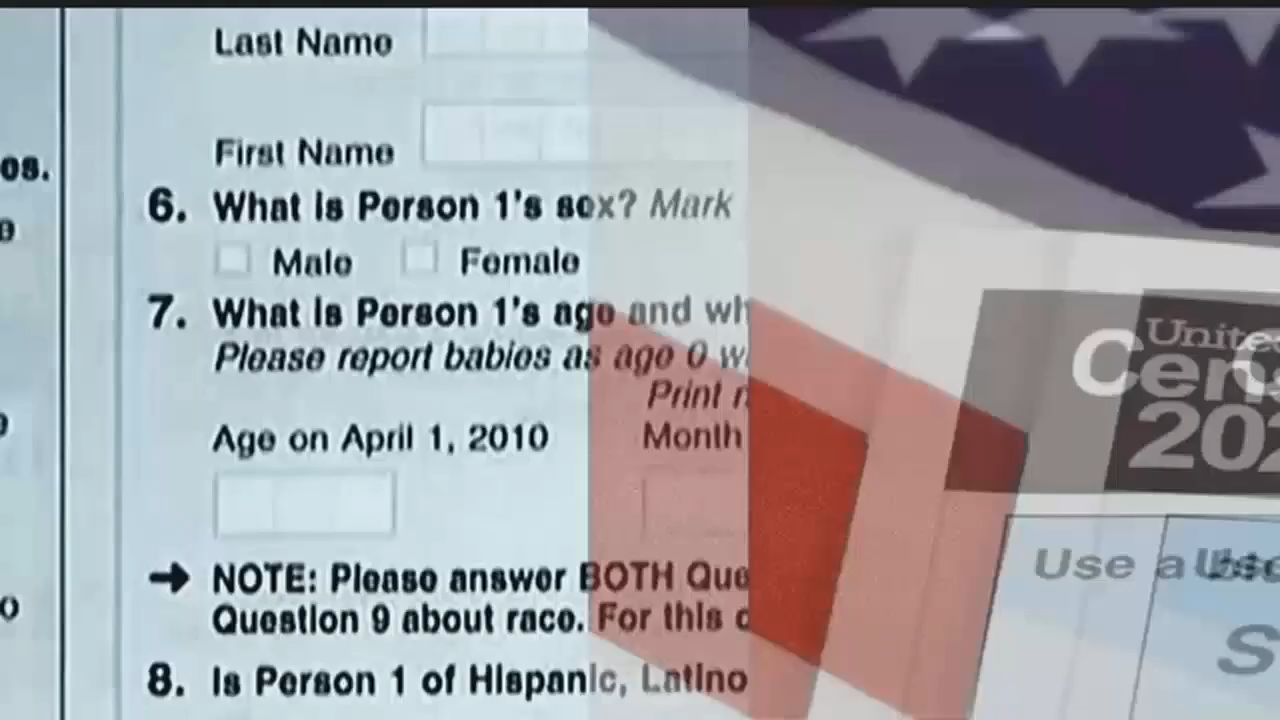 Last Name
First Name
os.
6. What is Person 1's sex? Mark
Male Female
7. What is Person 1's age and wh
Please report babies as age 0 w
Print
Age on April 1, 2010 Month
→ NOTE: Please answer BOTH Que
Question 9 about race. For this
8. Is Person 1 of Hispanic, Latino
United
Cens
202
Use a